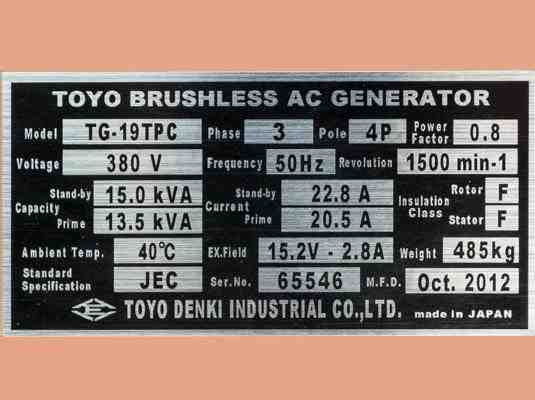 TOYO BRUSHLESS AC GENERATOR
Model TG-19TPC Phase 3 Pole 4P Power Factor 0.8
Voltage 380 V Frequency 50Hz Revolution 1500 min-1
Capacity Stand-by 15.0 kVA Current Stand-by 22.8 A Insulation Class Rotor F
Prime 13.5 kVA Prime 20.5 A Stator F
Ambient Temp. 40°C EX.Field 15.2V - 2.8A Weight 485kg
Standard Specification JEC Ser.No. 65546 M.F.D. Oct. 2012
TOYO DENKI INDUSTRIAL CO.,LTD. made in JAPAN